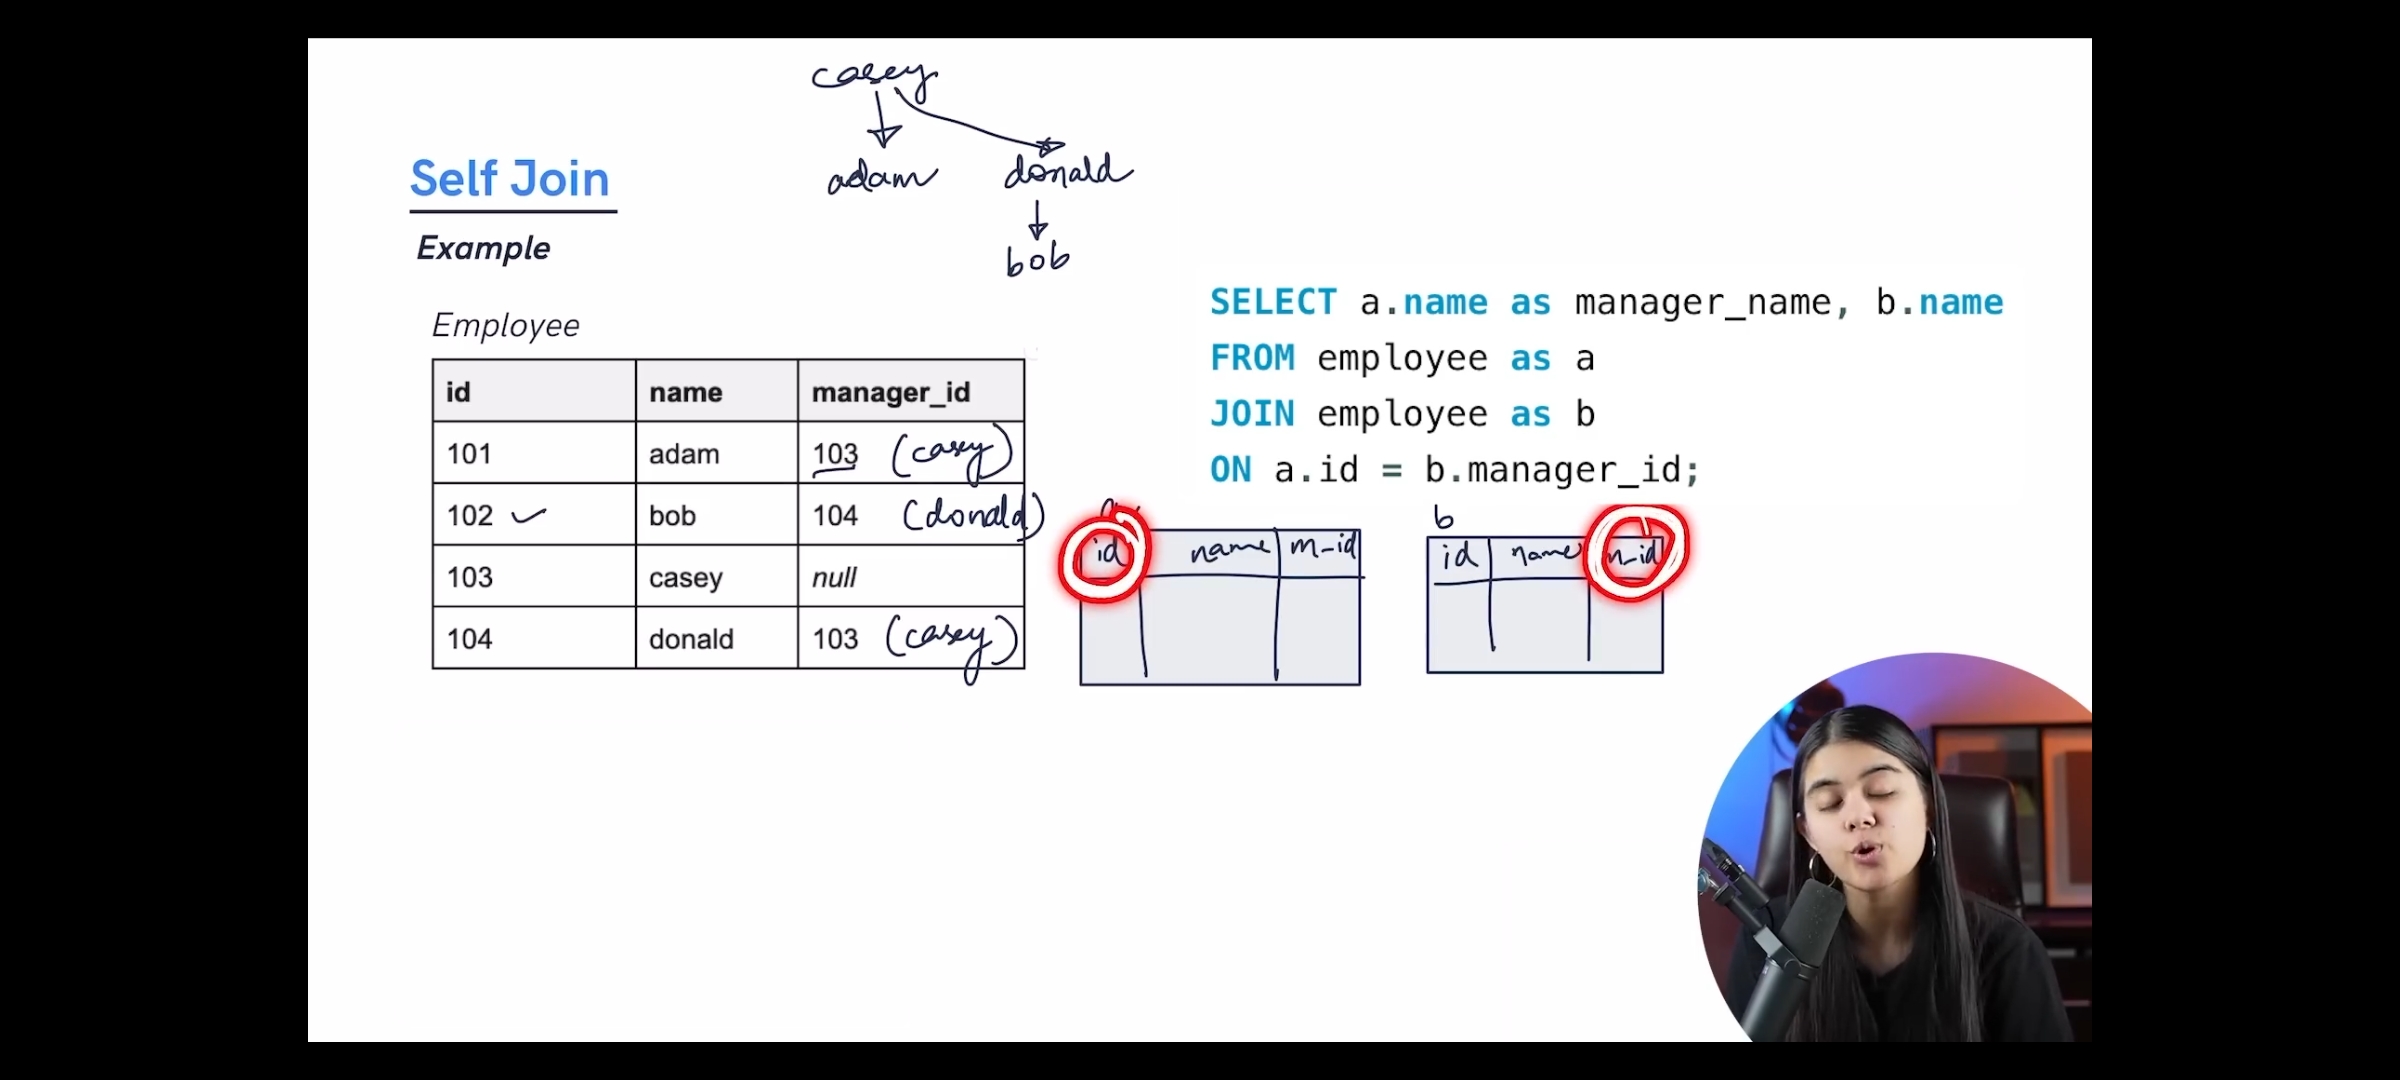 casey
adam donald
bob
Self Join
Example
SELECT a.name as manager_name, b.name
FROM employee as a
JOIN employee as b
ON a.id = b.manager_id;
Employee
id name manager_id
101 adam 103 (casey)
102 bob 104 (donald)
103 casey null
104 donald 103 (casey)
id name m_id
b
id name m_id